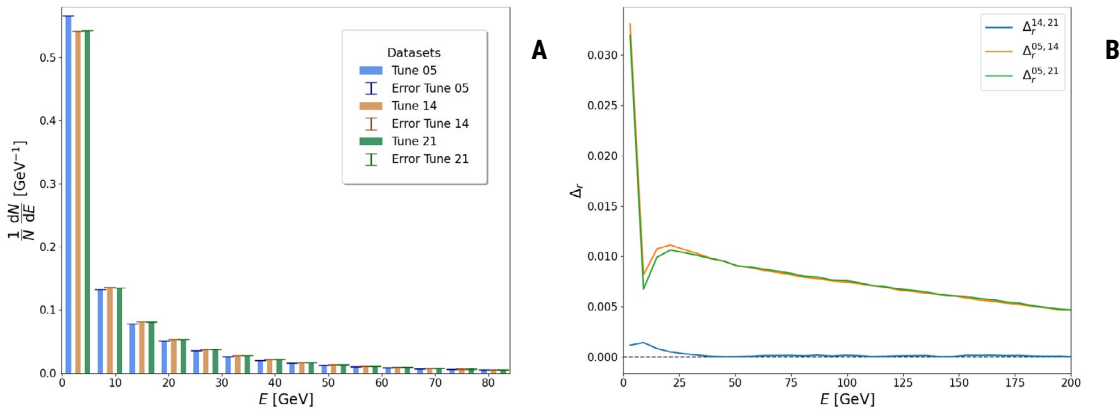 A
Datasets
Tune 05
Error Tune 05
Tune 14
Error Tune 14
Tune 21
Error Tune 21
1/N dN/dE [GeV⁻¹]
0.5
0.4
0.3
0.2
0.1
0.0
0 10 20 30 40 50 60 70 80
E [GeV]
B
Δᵣ¹⁴,²¹
Δᵣ⁰⁵,¹⁴
Δᵣ⁰⁵,²¹
Δᵣ
0.030
0.025
0.020
0.015
0.010
0.005
0.000
0 25 50 75 100 125 150 175 200
E [GeV]